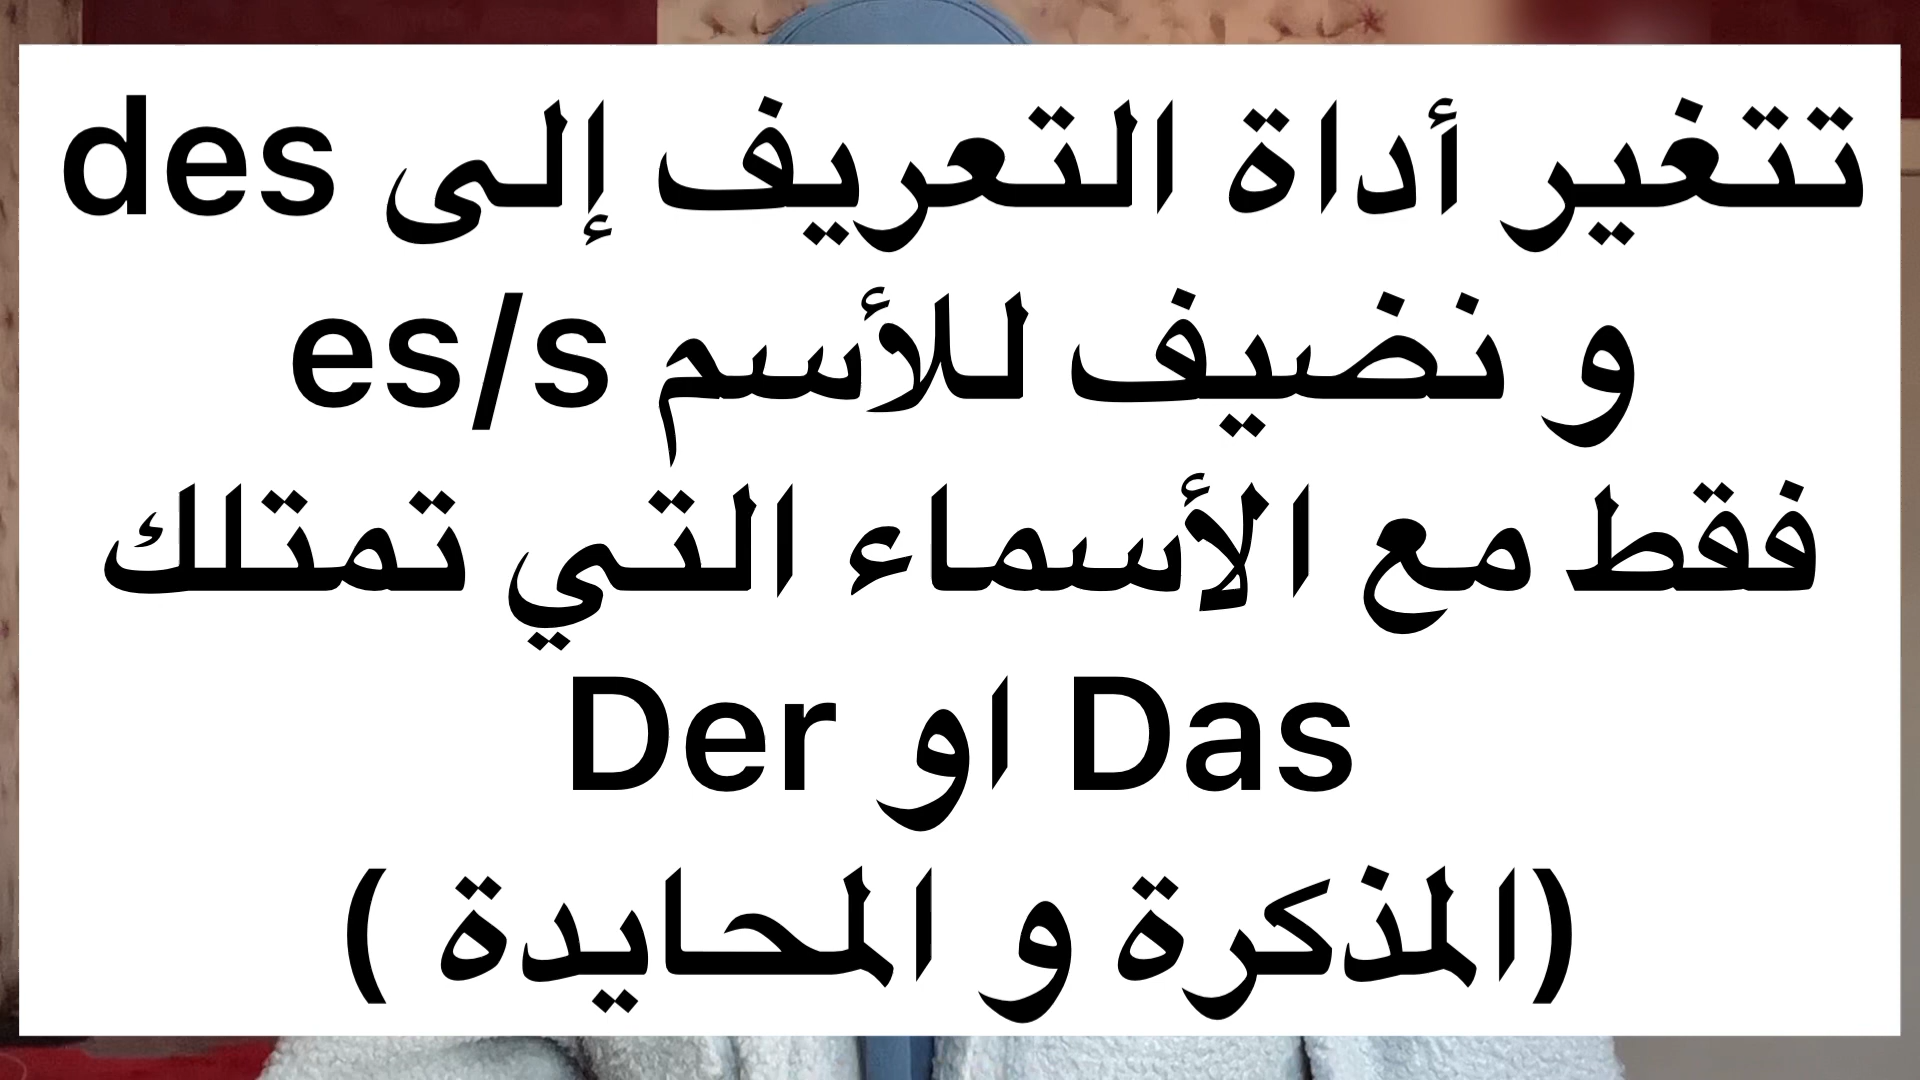 تتغير أداة التعريف إلى des
و نضيف للأسم es/s
فقط مع الأسماء التي تمتلك
Das او Der
(المذكرة و المحايدة )